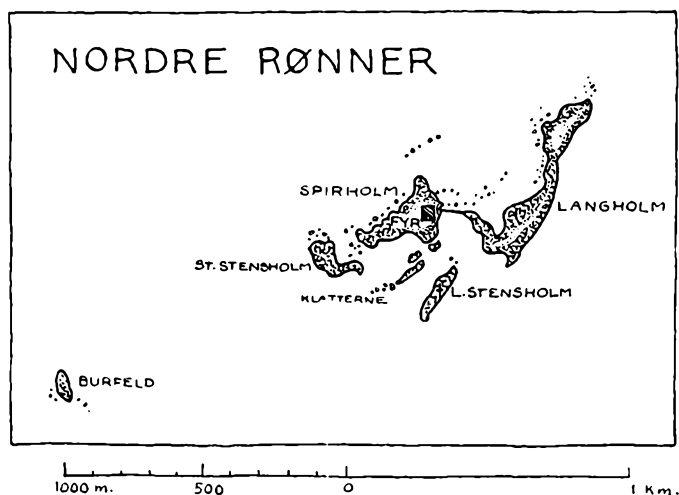 NORDRE RØNNER
SPIRHOLM
FYR
LANGHOLM
ST. STENSHOLM
KLATTERNE
L. STENSHOLM
BURFELD
1000 m. 500 0 1 Km.